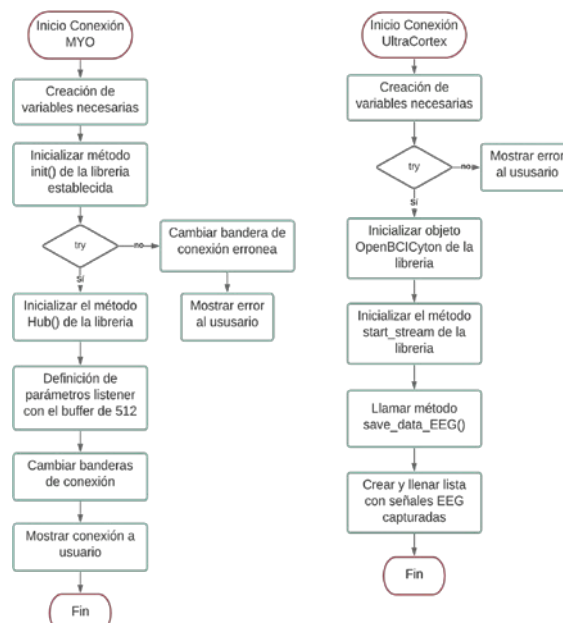 Inicio Conexión
MYO
Creación de
variables necesarias
Inicializar método
init() de la libreria
establecida
try
no
Cambiar bandera de
conexión erronea
Mostrar error
al ususario
sí
Inicializar el método
Hub() de la libreria
Definición de
parámetros listener
con el buffer de 512
Cambiar banderas
de conexión
Mostrar conexión a
usuario
Fin
Inicio Conexión
UltraCortex
Creación de
variables necesarias
try
no
Mostrar error
al ususario
sí
Inicializar objeto
OpenBCICyton de la
libreria
Inicializar el método
start_stream de la
libreria
Llamar método
save_data_EEG()
Crear y llenar lista
con señales EEG
capturadas
Fin